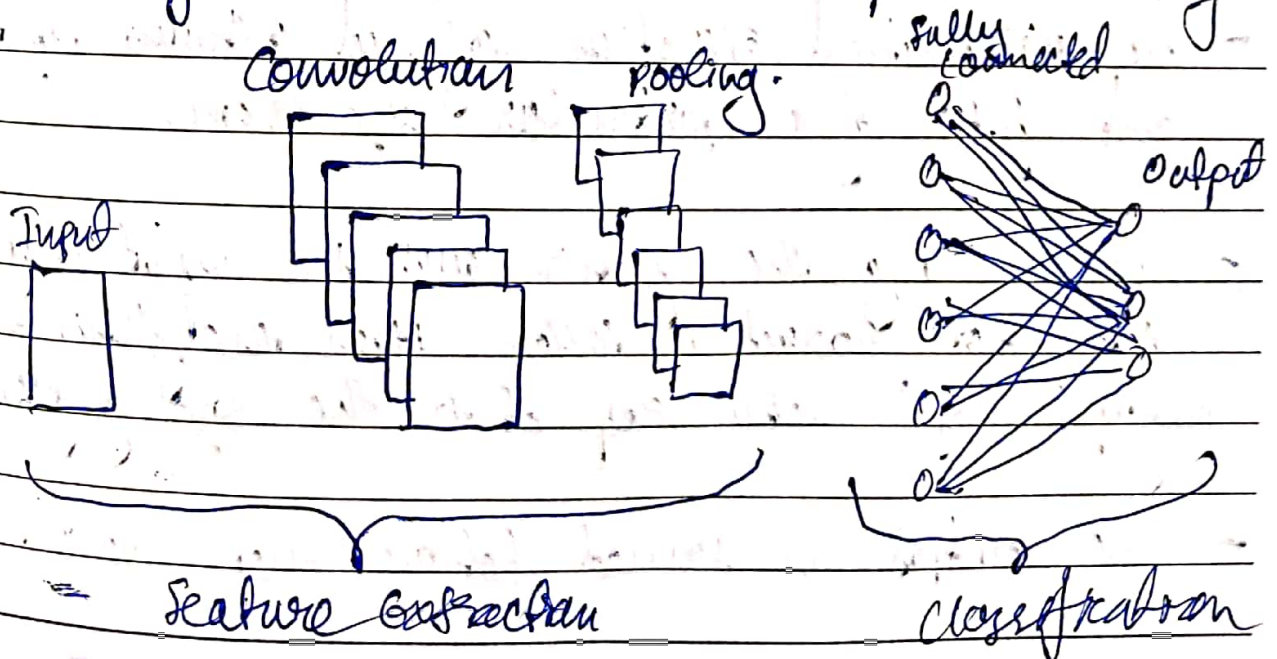 Convolution
Pooling.
Fully
connected
Output
Input
Feature Extraction
Classification